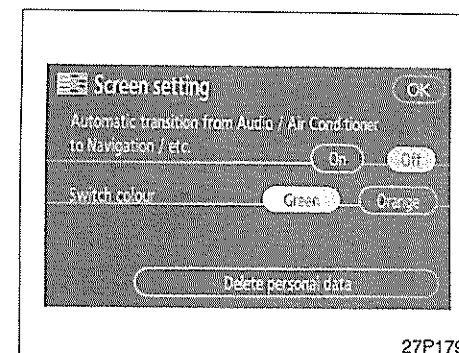 Screen setting OK
Automatic transition from Audio / Air Conditioner
to Navigation / etc. On Off
Switch colour Green Orange
Delete personal data
27P179